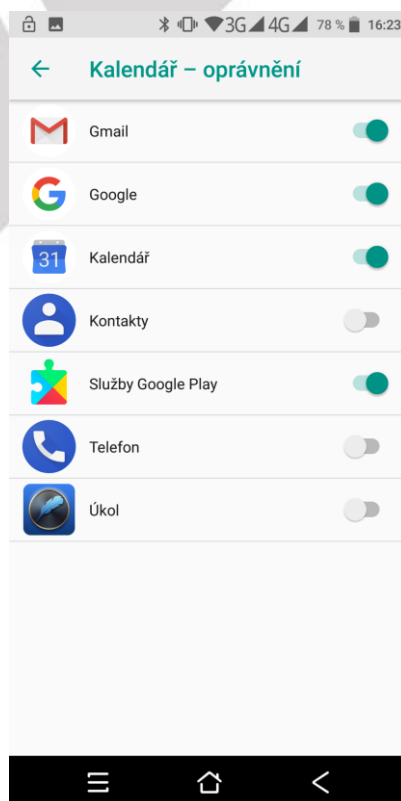 3G 4G 78 % 16:23
Kalendář – oprávnění
Gmail
Google
31 Kalendář
Kontakty
Služby Google Play
Telefon
Úkol